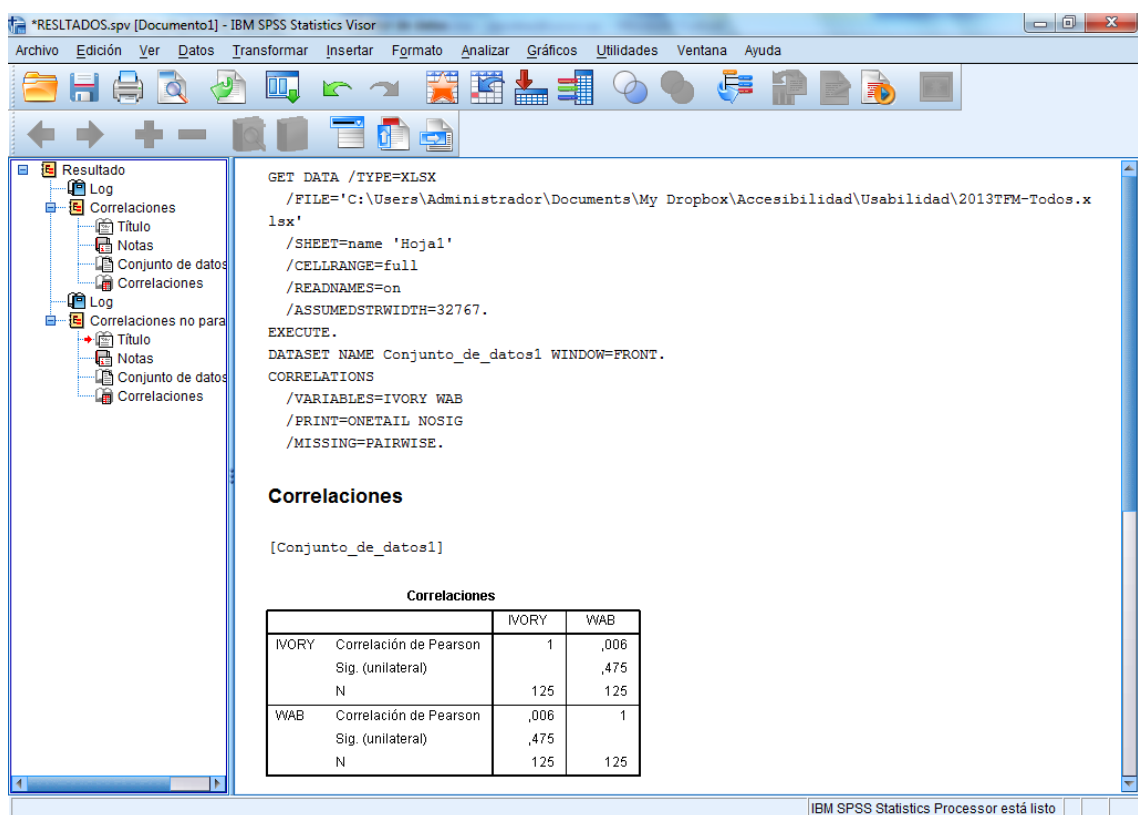 *RESLTADOS.spv [Documento1] - IBM SPSS Statistics Visor
Archivo Edición Ver Datos Transformar Insertar Formato Analizar Gráficos Utilidades Ventana Ayuda
Resultado
Log
Correlaciones
Título
Notas
Conjunto de datos
Correlaciones
Log
Correlaciones no para
Título
Notas
Conjunto de datos
Correlaciones
GET DATA /TYPE=XLSX
/FILE='C:\Users\Administrador\Documents\My Dropbox\Accesibilidad\Usabilidad\2013TFM-Todos.x
lsx'
/SHEET=name 'Hoja1'
/CELLRANGE=full
/READNAMES=on
/ASSUMEDSTRWIDTH=32767.
EXECUTE.
DATASET NAME Conjunto_de_datos1 WINDOW=FRONT.
CORRELATIONS
/VARIABLES=IVORY WAB
/PRINT=ONETAIL NOSIG
/MISSING=PAIRWISE.
Correlaciones
[Conjunto_de_datos1]
Correlaciones
IVORY WAB
IVORY Correlación de Pearson 1 ,006
Sig. (unilateral) ,475
N 125 125
WAB Correlación de Pearson ,006 1
Sig. (unilateral) ,475
N 125 125
IBM SPSS Statistics Processor está listo